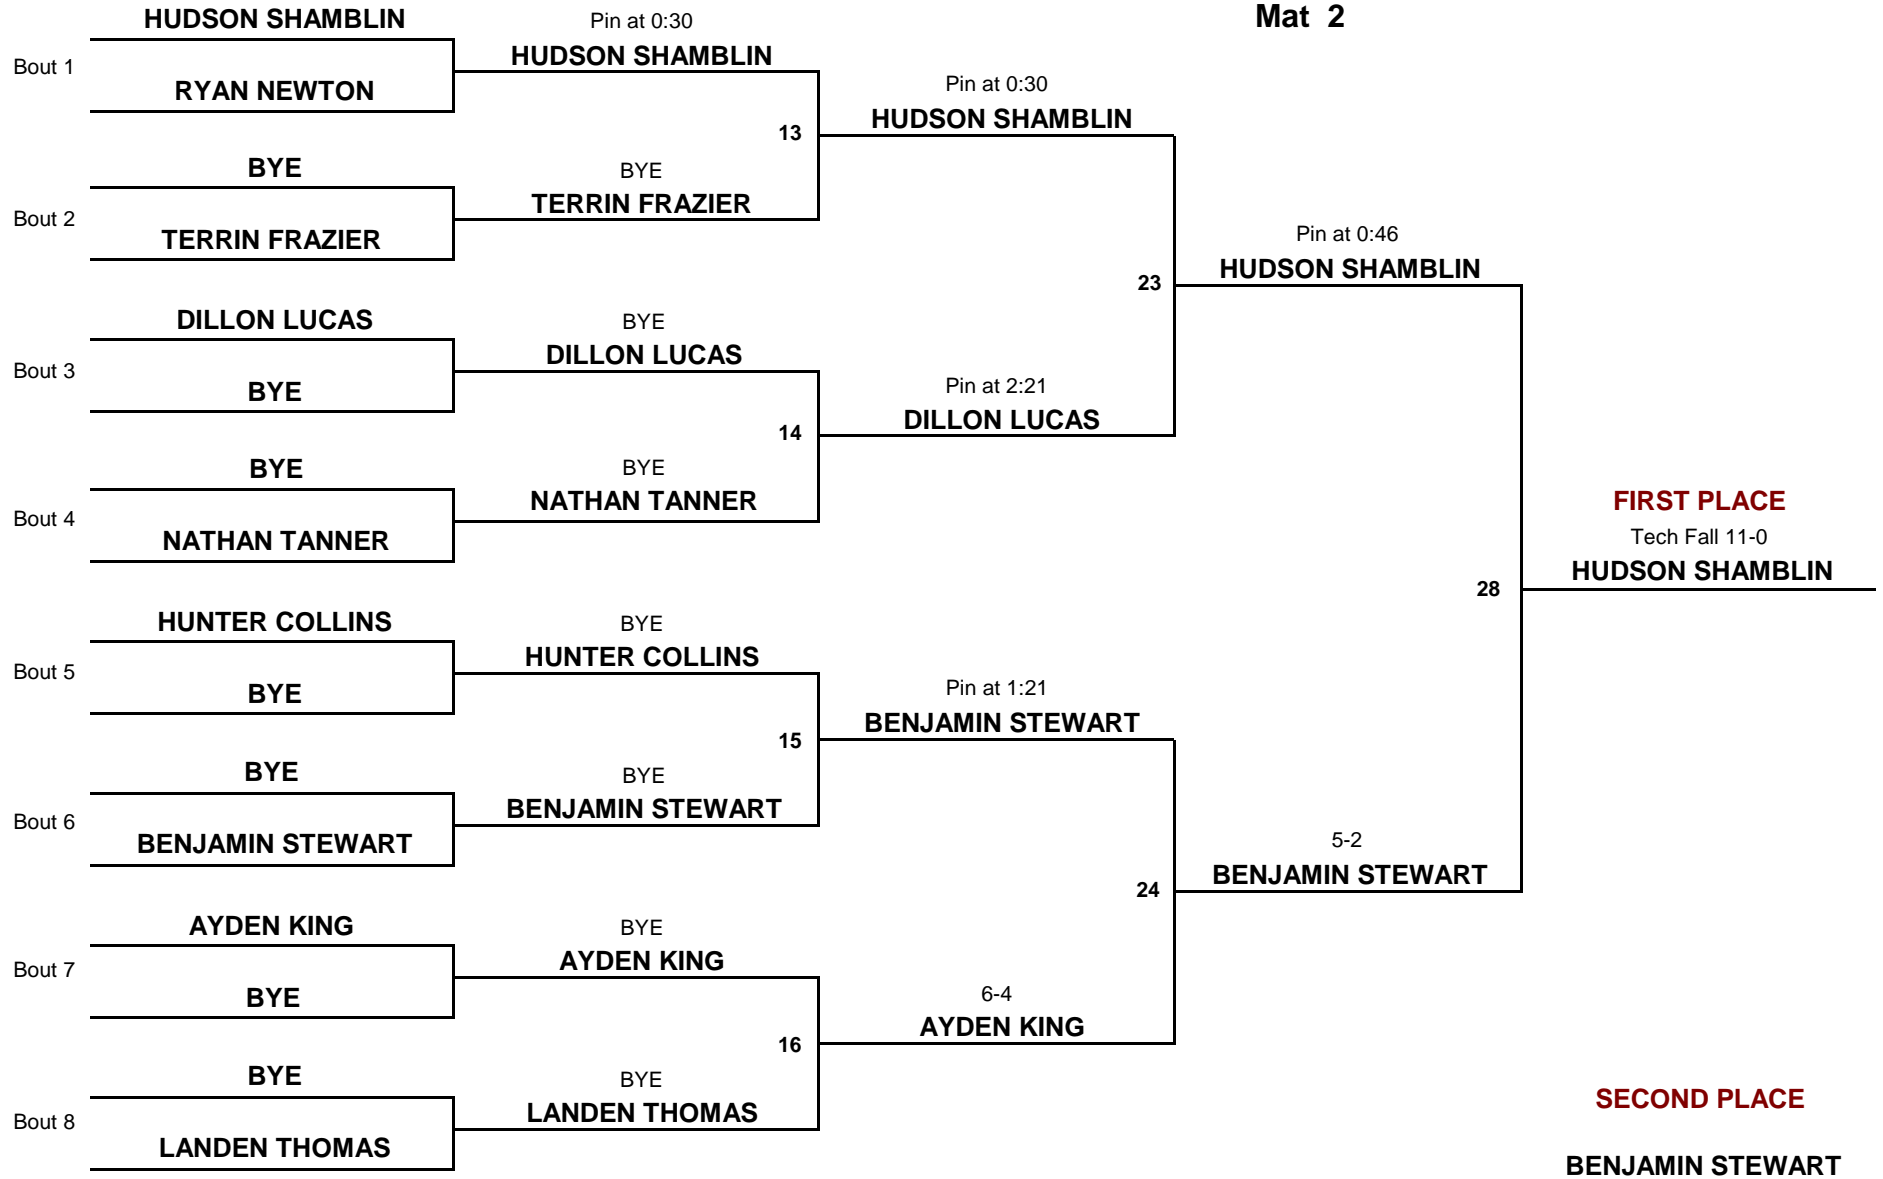 Mat 2
HUDSON SHAMBLIN
Bout 1
RYAN NEWTON
BYE
Bout 2
TERRIN FRAZIER
DILLON LUCAS
Bout 3
BYE
BYE
Bout 4
NATHAN TANNER
HUNTER COLLINS
Bout 5
BYE
BYE
Bout 6
BENJAMIN STEWART
AYDEN KING
Bout 7
BYE
BYE
Bout 8
LANDEN THOMAS
Pin at 0:30
HUDSON SHAMBLIN
13
BYE
TERRIN FRAZIER
BYE
DILLON LUCAS
14
BYE
NATHAN TANNER
BYE
HUNTER COLLINS
15
BYE
BENJAMIN STEWART
BYE
AYDEN KING
16
BYE
LANDEN THOMAS
Pin at 0:30
HUDSON SHAMBLIN
23
Pin at 2:21
DILLON LUCAS
Pin at 1:21
BENJAMIN STEWART
24
6-4
AYDEN KING
Pin at 0:46
HUDSON SHAMBLIN
28
5-2
BENJAMIN STEWART
FIRST PLACE
Tech Fall 11-0
HUDSON SHAMBLIN
SECOND PLACE
BENJAMIN STEWART